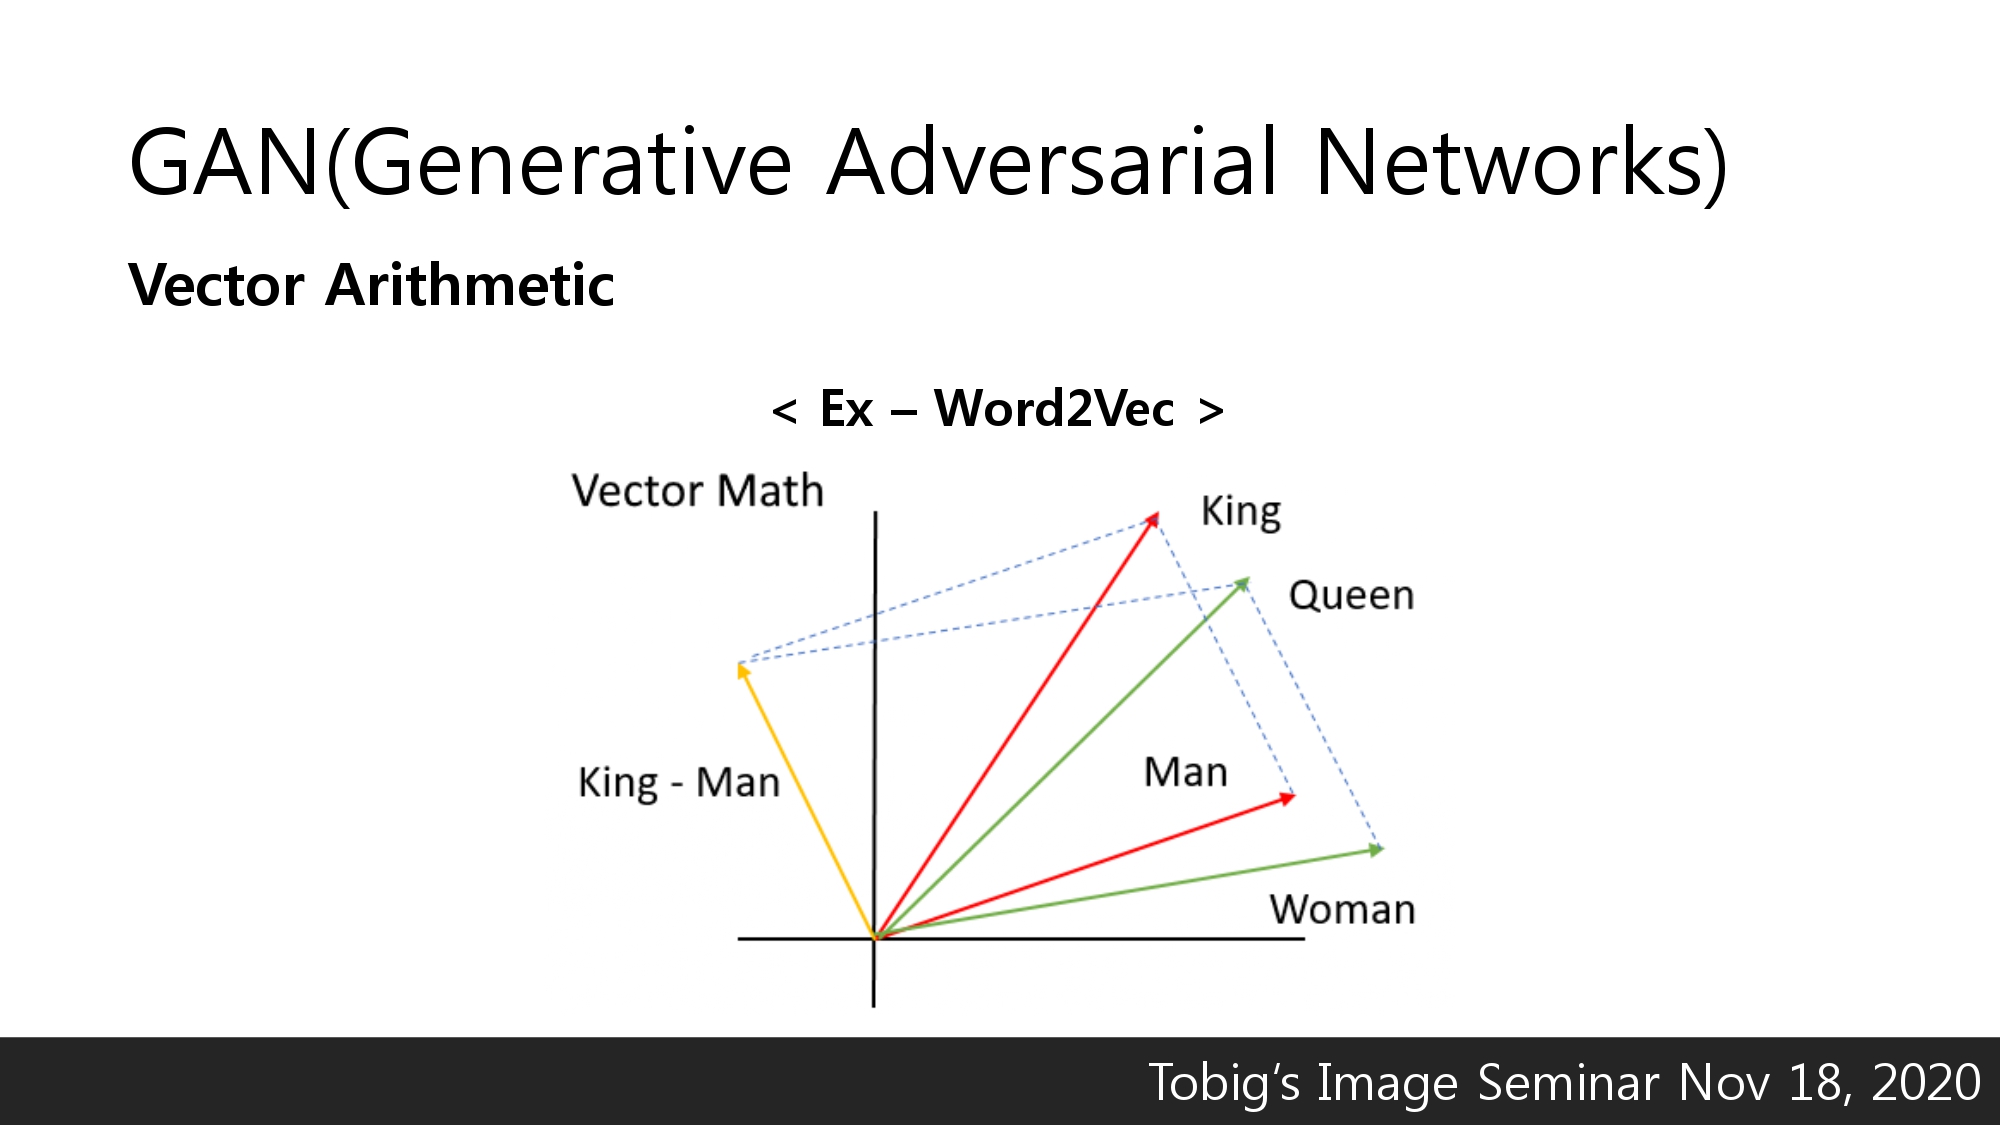 GAN(Generative Adversarial Networks)
Vector Arithmetic
< Ex – Word2Vec >
Vector Math
King
Queen
King - Man
Man
Woman
Tobig‘s Image Seminar Nov 18, 2020